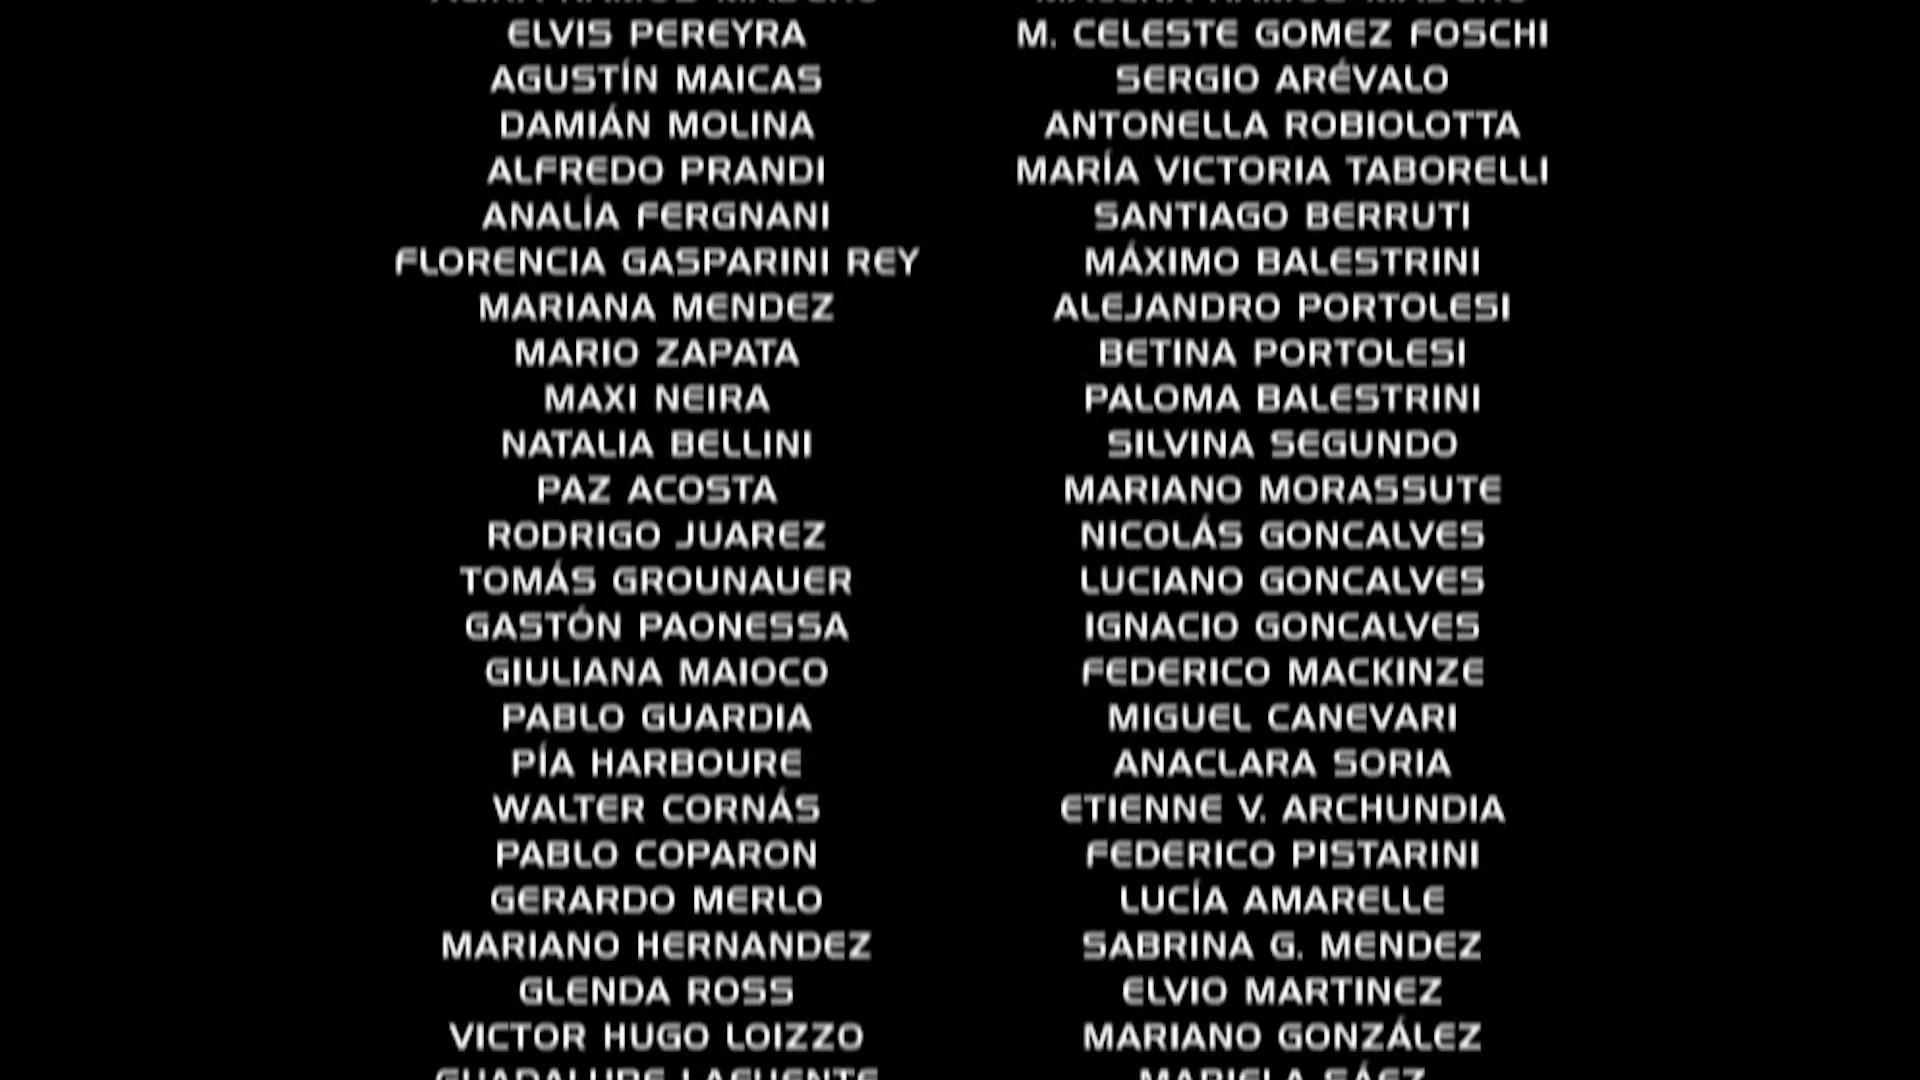 ELVIS PEREYRA
AGUSTÍN MAICAS
DAMIÁN MOLINA
ALFREDO PRANDI
ANALÍA FERGNANI
FLORENCIA GASPARINI REY
MARIANA MENDEZ
MARIO ZAPATA
MAXI NEIRA
NATALIA BELLINI
PAZ ACOSTA
RODRIGO JUAREZ
TOMÁS GROUNAUER
GASTÓN PAONESSA
GIULIANA MAIOCO
PABLO GUARDIA
PÍA HARBOURE
WALTER CORNÁS
PABLO COPARON
GERARDO MERLO
MARIANO HERNANDEZ
GLENDA ROSS
VICTOR HUGO LOIZZO
GUADALUPE LAFUENTE
M. CELESTE GOMEZ FOSCHI
SERGIO ARÉVALO
ANTONELLA ROBIOLOTTA
MARÍA VICTORIA TABORELLI
SANTIAGO BERRUTI
MÁXIMO BALESTRINI
ALEJANDRO PORTOLESI
BETINA PORTOLESI
PALOMA BALESTRINI
SILVINA SEGUNDO
MARIANO MORASSUTE
NICOLÁS GONCALVES
LUCIANO GONCALVES
IGNACIO GONCALVES
FEDERICO MACKINZE
MIGUEL CANEVARI
ANACLARA SORIA
ETIENNE V. ARCHUNDIA
FEDERICO PISTARINI
LUCÍA AMARELLE
SABRINA G. MENDEZ
ELVIO MARTINEZ
MARIANO GONZÁLEZ
MARIELA SÁEZ